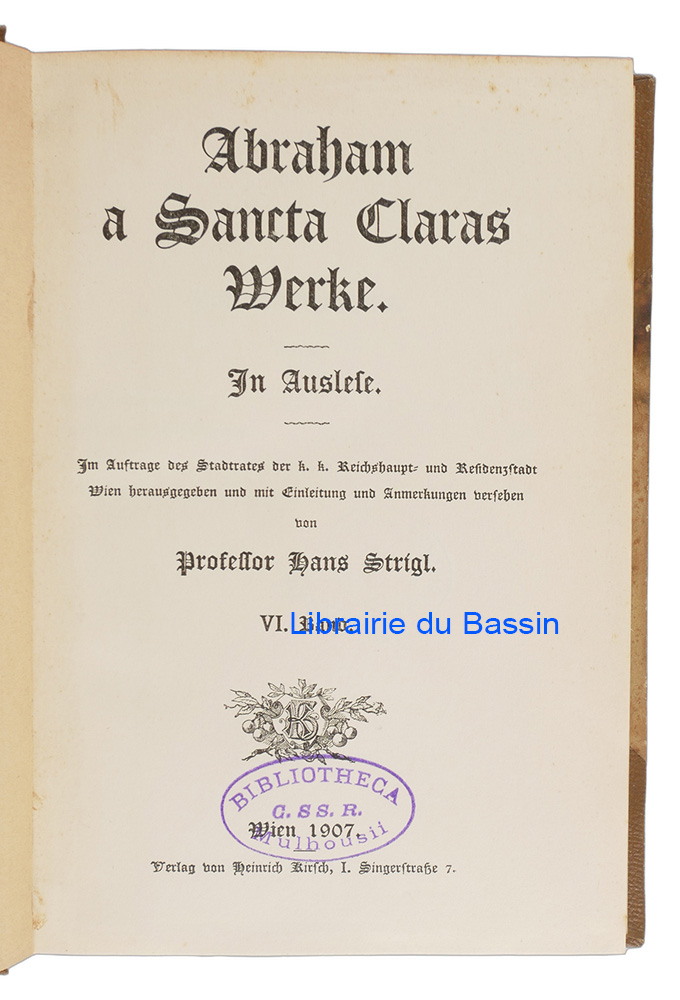 Abraham
a Sancta Claras
Werke.
In Auslese.
Im Auftrage des Stadtrates der k. k. Reichshaupt- und Residenzstadt
Wien herausgegeben und mit Einleitung und Anmerkungen versehen
von
Professor Hans Strigl.
VI. Band.
Librairie du Bassin
KS
BIBLIOTHECA
C. SS. R.
Mulhousii
Wien 1907.
Verlag von Heinrich Kirsch, I. Singerstraße 7.